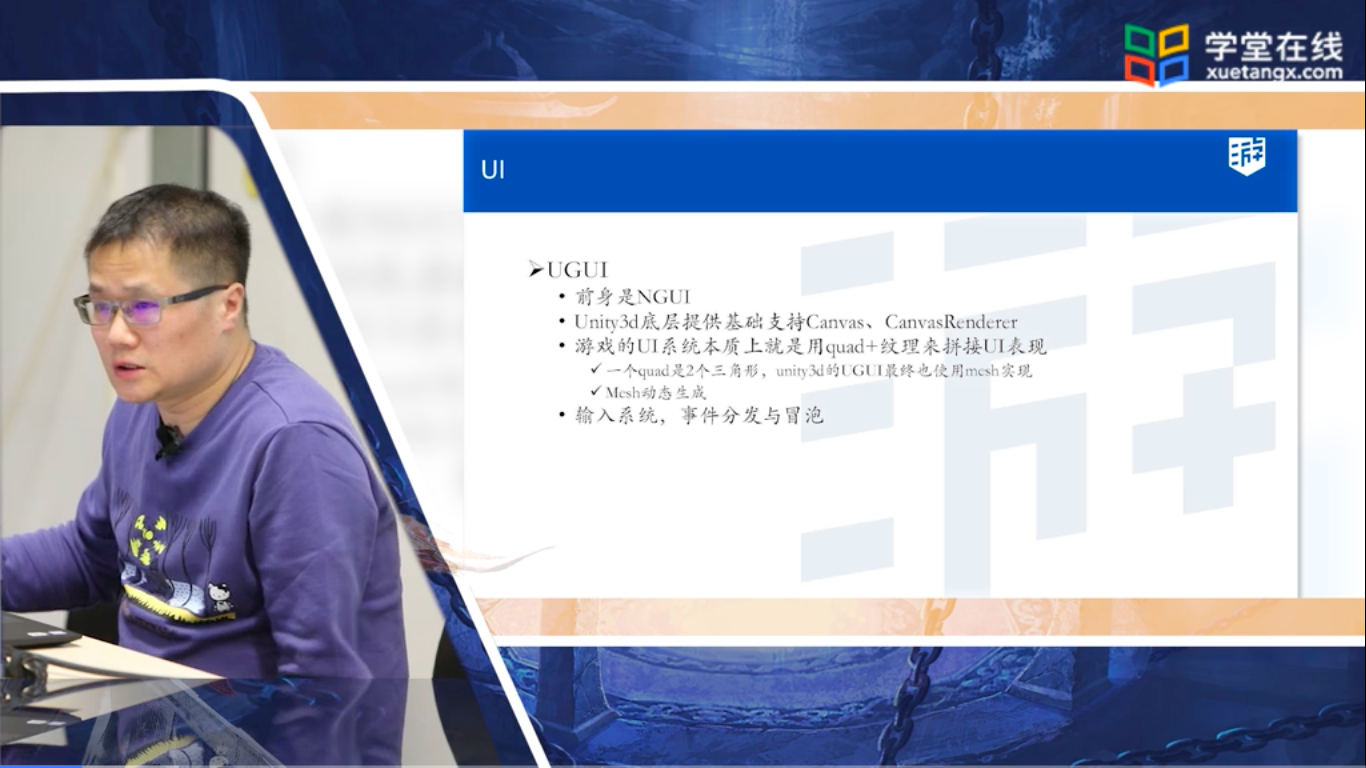 学堂在线
xuetangx.com
UI
游
➢UGUI
• 前身是NGUI
• Unity3d底层提供基础支持Canvas、CanvasRenderer
• 游戏的UI系统本质上就是用quad+纹理来拼接UI表现
✓一个quad是2个三角形，unity3d的UGUI最终也使用mesh实现
✓Mesh动态生成
• 输入系统，事件分发与冒泡